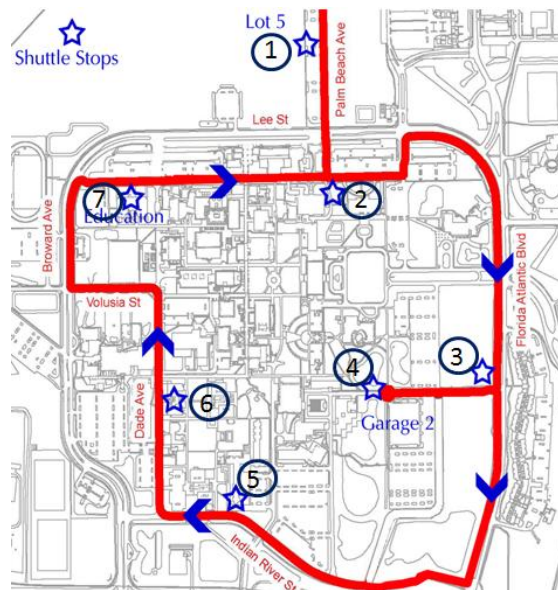 Lot 5
1
Shuttle Stops
Palm Beach Ave
Lee St
7
2
Education
Broward Ave
Florida Atlantic Blvd
Volusia St
3
4
Dade Ave
6
Garage 2
5
Indian River St